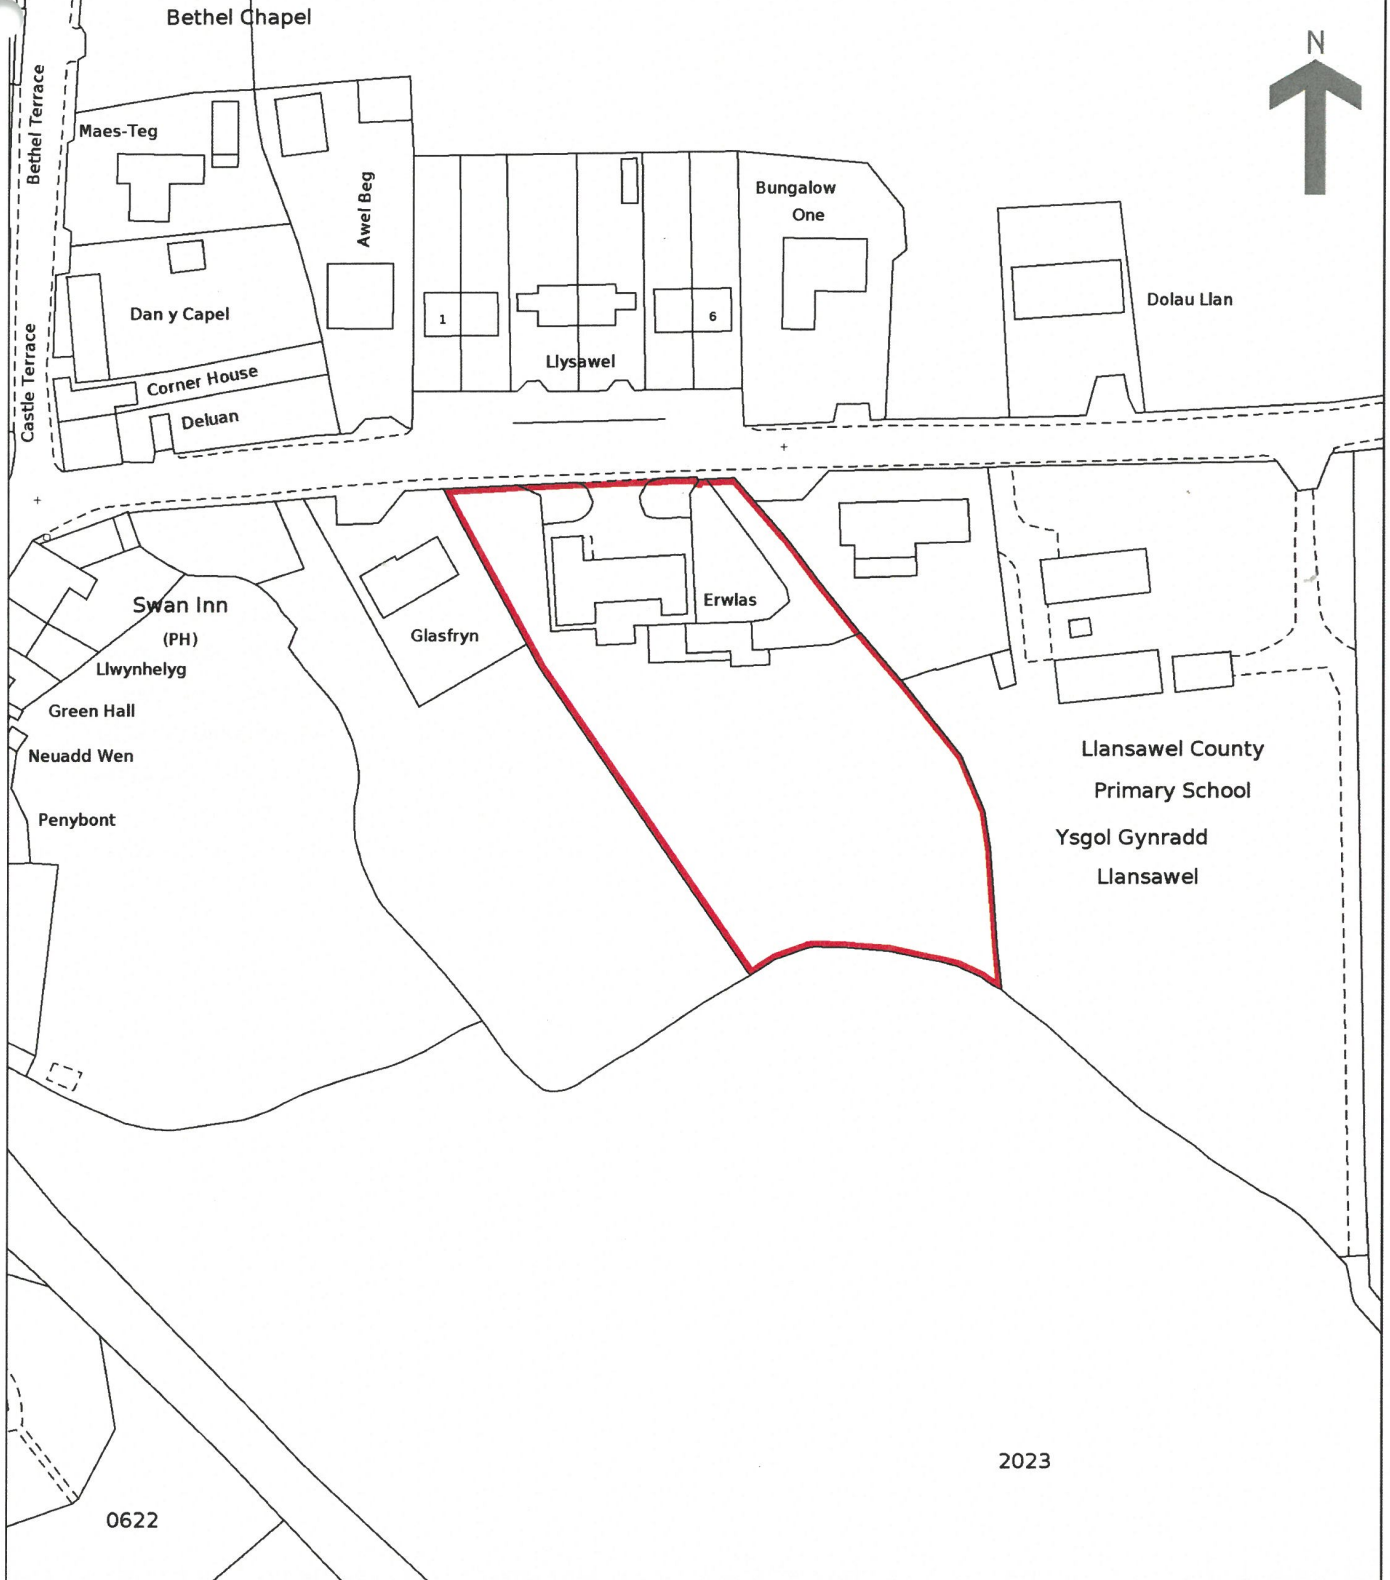 Bethel Chapel
N
Bethel Terrace
Maes-Teg
Awel Beg
Bungalow
One
Dan y Capel
Dolau Llan
1
6
Llysawel
Castle Terrace
Corner House
Deluan
Erwlas
Swan Inn
(PH)
Glasfryn
Llwynhelyg
Green Hall
Neuadd Wen
Penybont
Llansawel County
Primary School
Ysgol Gynradd
Llansawel
2023
0622